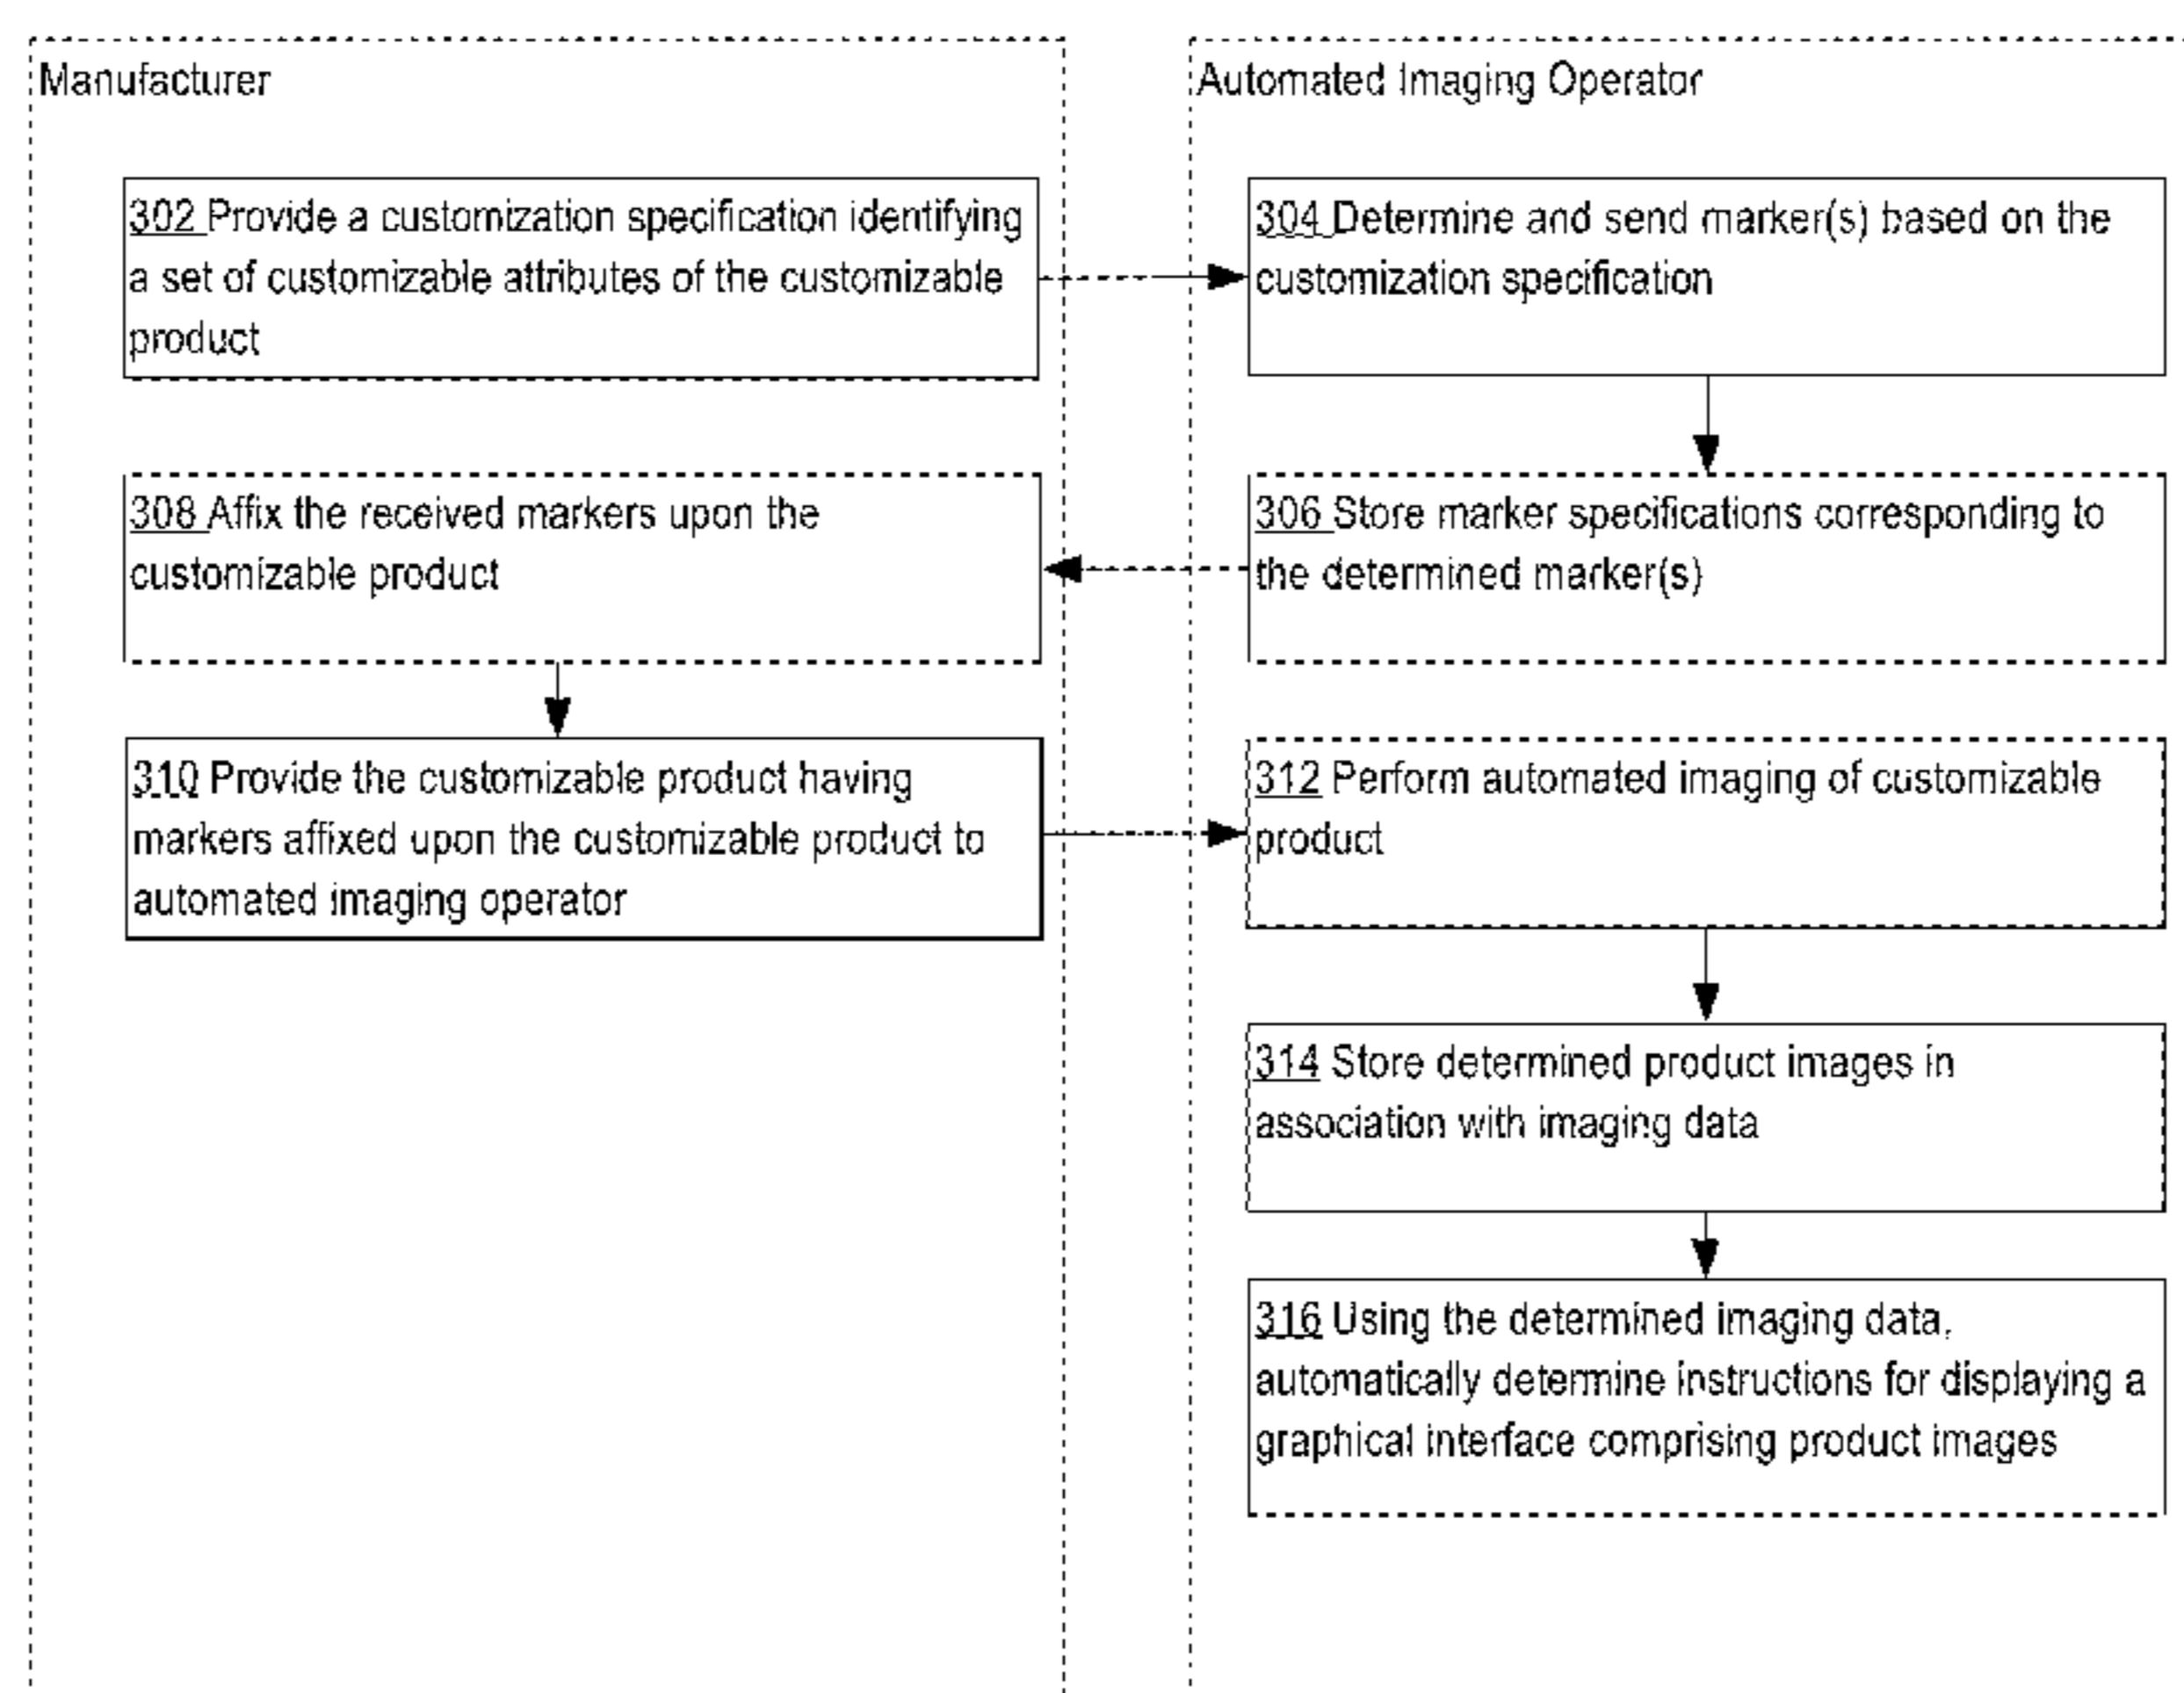 Manufacturer
302 Provide a customization specification identifying
a set of customizable attributes of the customizable
product
308 Affix the received markers upon the
customizable product
310 Provide the customizable product having
markers affixed upon the customizable product to
automated imaging operator
Automated Imaging Operator
304 Determine and send marker(s) based on the
customization specification
306 Store marker specifications corresponding to
the determined marker(s)
312 Perform automated imaging of customizable
product
314 Store determined product images in
association with imaging data
316 Using the determined imaging data,
automatically determine instructions for displaying a
graphical interface comprising product images